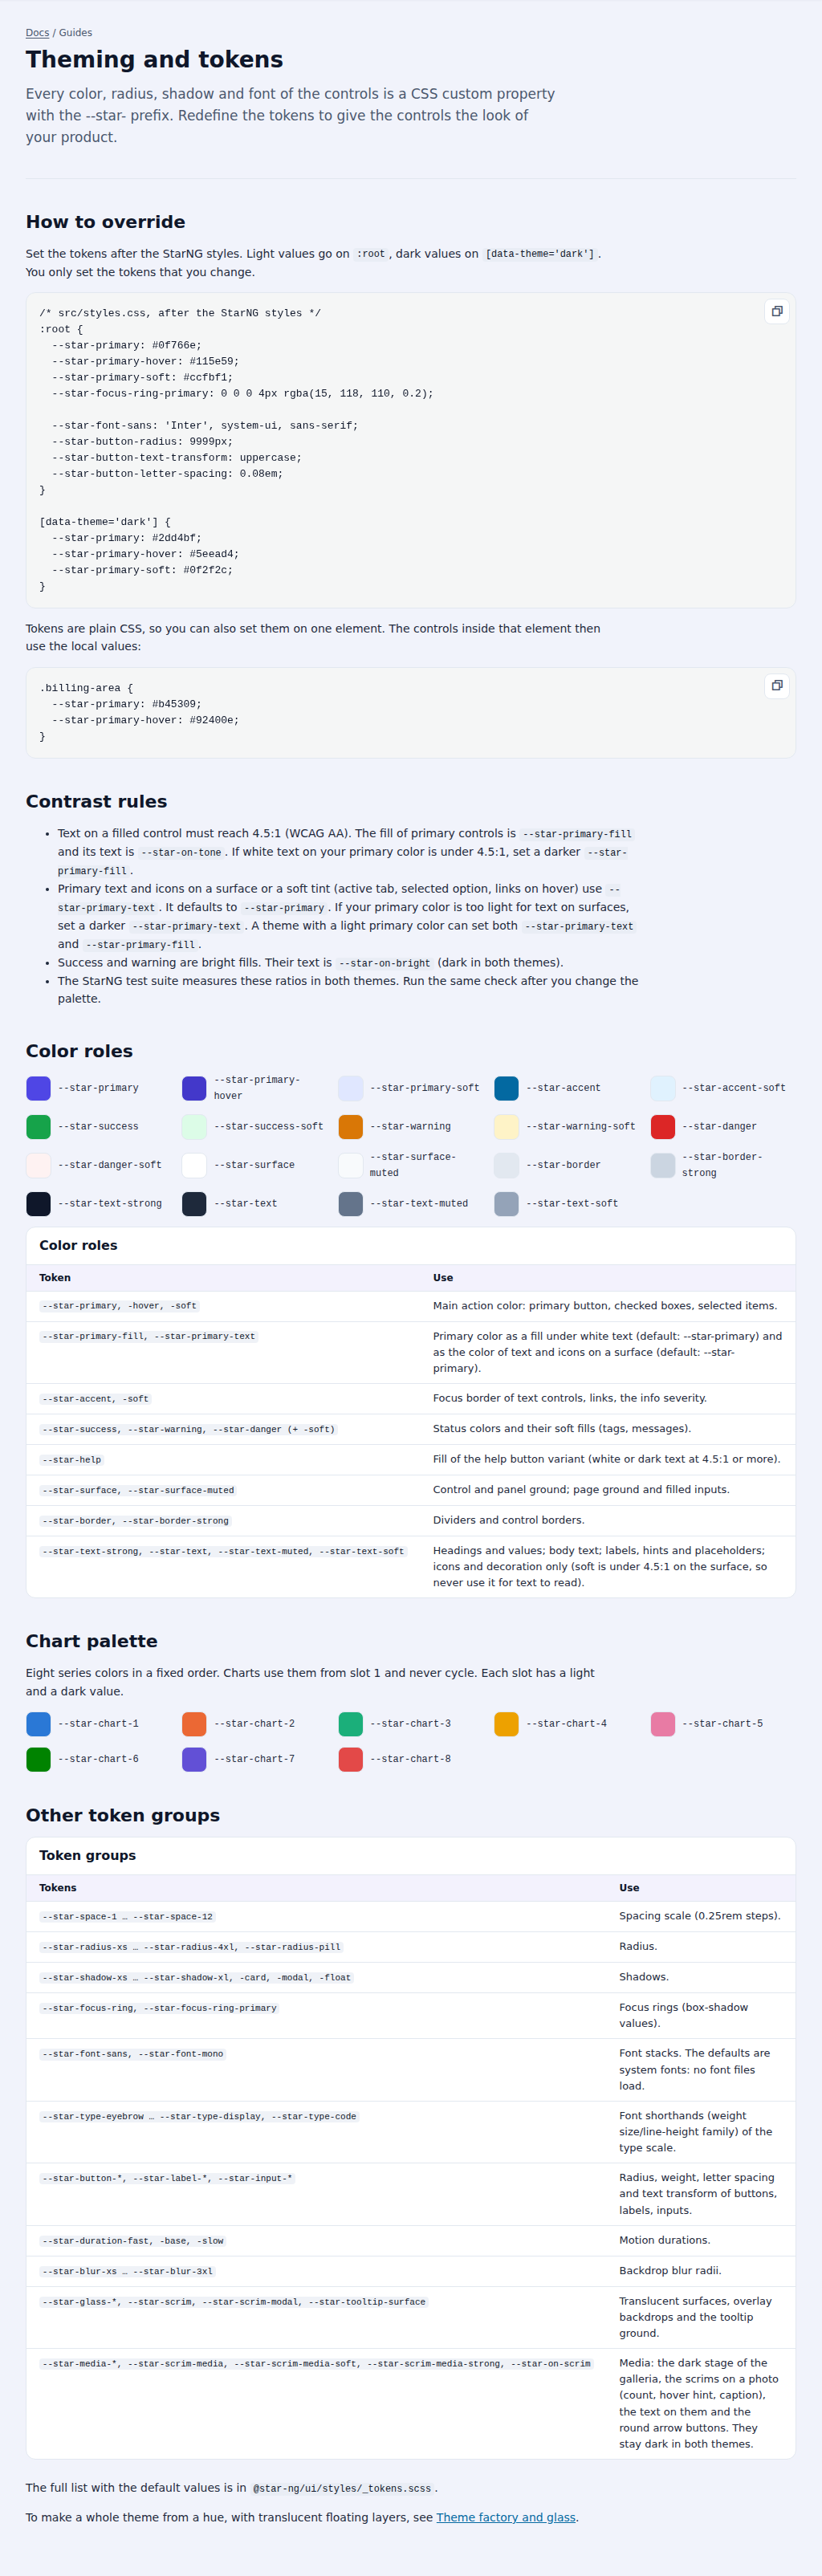 Docs / Guides
Theming and tokens
Every color, radius, shadow and font of the controls is a CSS custom property
with the --star- prefix. Redefine the tokens to give the controls the look of
your product.
How to override
Set the tokens after the StarNG styles. Light values go on :root, dark values on [data-theme='dark'].
You only set the tokens that you change.
/* src/styles.css, after the StarNG styles */
:root {
  --star-primary: #0f766e;
  --star-primary-hover: #115e59;
  --star-primary-soft: #ccfbf1;
  --star-focus-ring-primary: 0 0 0 4px rgba(15, 118, 110, 0.2);
  --star-font-sans: 'Inter', system-ui, sans-serif;
  --star-button-radius: 9999px;
  --star-button-text-transform: uppercase;
  --star-button-letter-spacing: 0.08em;
}
[data-theme='dark'] {
  --star-primary: #2dd4bf;
  --star-primary-hover: #5eead4;
  --star-primary-soft: #0f2f2c;
}
Tokens are plain CSS, so you can also set them on one element. The controls inside that element then
use the local values:
.billing-area {
  --star-primary: #b45309;
  --star-primary-hover: #92400e;
}
Contrast rules
• Text on a filled control must reach 4.5:1 (WCAG AA). The fill of primary controls is --star-primary-fill
and its text is --star-on-tone. If white text on your primary color is under 4.5:1, set a darker --star-
primary-fill.
• Primary text and icons on a surface or a soft tint (active tab, selected option, links on hover) use --
star-primary-text. It defaults to --star-primary. If your primary color is too light for text on surfaces,
set a darker --star-primary-text. A theme with a light primary color can set both --star-primary-text
and --star-primary-fill.
• Success and warning are bright fills. Their text is --star-on-bright (dark in both themes).
• The StarNG test suite measures these ratios in both themes. Run the same check after you change the
palette.
Color roles
--star-primary
--star-primary-
hover
--star-primary-soft
--star-accent
--star-accent-soft
--star-success
--star-success-soft
--star-warning
--star-warning-soft
--star-danger
--star-danger-soft
--star-surface
--star-surface-
muted
--star-border
--star-border-
strong
--star-text-strong
--star-text
--star-text-muted
--star-text-soft
Color roles
Token Use
--star-primary, -hover, -soft Main action color: primary button, checked boxes, selected items.
--star-primary-fill, --star-primary-text Primary color as a fill under white text (default: --star-primary) and
as the color of text and icons on a surface (default: --star-
primary).
--star-accent, -soft Focus border of text controls, links, the info severity.
--star-success, --star-warning, --star-danger (+ -soft) Status colors and their soft fills (tags, messages).
--star-help Fill of the help button variant (white or dark text at 4.5:1 or more).
--star-surface, --star-surface-muted Control and panel ground; page ground and filled inputs.
--star-border, --star-border-strong Dividers and control borders.
--star-text-strong, --star-text, --star-text-muted, --star-text-soft Headings and values; body text; labels, hints and placeholders;
icons and decoration only (soft is under 4.5:1 on the surface, so
never use it for text to read).
Chart palette
Eight series colors in a fixed order. Charts use them from slot 1 and never cycle. Each slot has a light
and a dark value.
--star-chart-1
--star-chart-2
--star-chart-3
--star-chart-4
--star-chart-5
--star-chart-6
--star-chart-7
--star-chart-8
Other token groups
Token groups
Tokens Use
--star-space-1 … --star-space-12 Spacing scale (0.25rem steps).
--star-radius-xs … --star-radius-4xl, --star-radius-pill Radius.
--star-shadow-xs … --star-shadow-xl, -card, -modal, -float Shadows.
--star-focus-ring, --star-focus-ring-primary Focus rings (box-shadow
values).
--star-font-sans, --star-font-mono Font stacks. The defaults are
system fonts: no font files
load.
--star-type-eyebrow … --star-type-display, --star-type-code Font shorthands (weight
size/line-height family) of the
type scale.
--star-button-*, --star-label-*, --star-input-* Radius, weight, letter spacing
and text transform of buttons,
labels, inputs.
--star-duration-fast, -base, -slow Motion durations.
--star-blur-xs … --star-blur-3xl Backdrop blur radii.
--star-glass-*, --star-scrim, --star-scrim-modal, --star-tooltip-surface Translucent surfaces, overlay
backdrops and the tooltip
ground.
--star-media-*, --star-scrim-media, --star-scrim-media-soft, --star-scrim-media-strong, --star-on-scrim Media: the dark stage of the
galleria, the scrims on a photo
(count, hover hint, caption),
the text on them and the
round arrow buttons. They
stay dark in both themes.
The full list with the default values is in @star-ng/ui/styles/_tokens.scss.
To make a whole theme from a hue, with translucent floating layers, see Theme factory and glass.